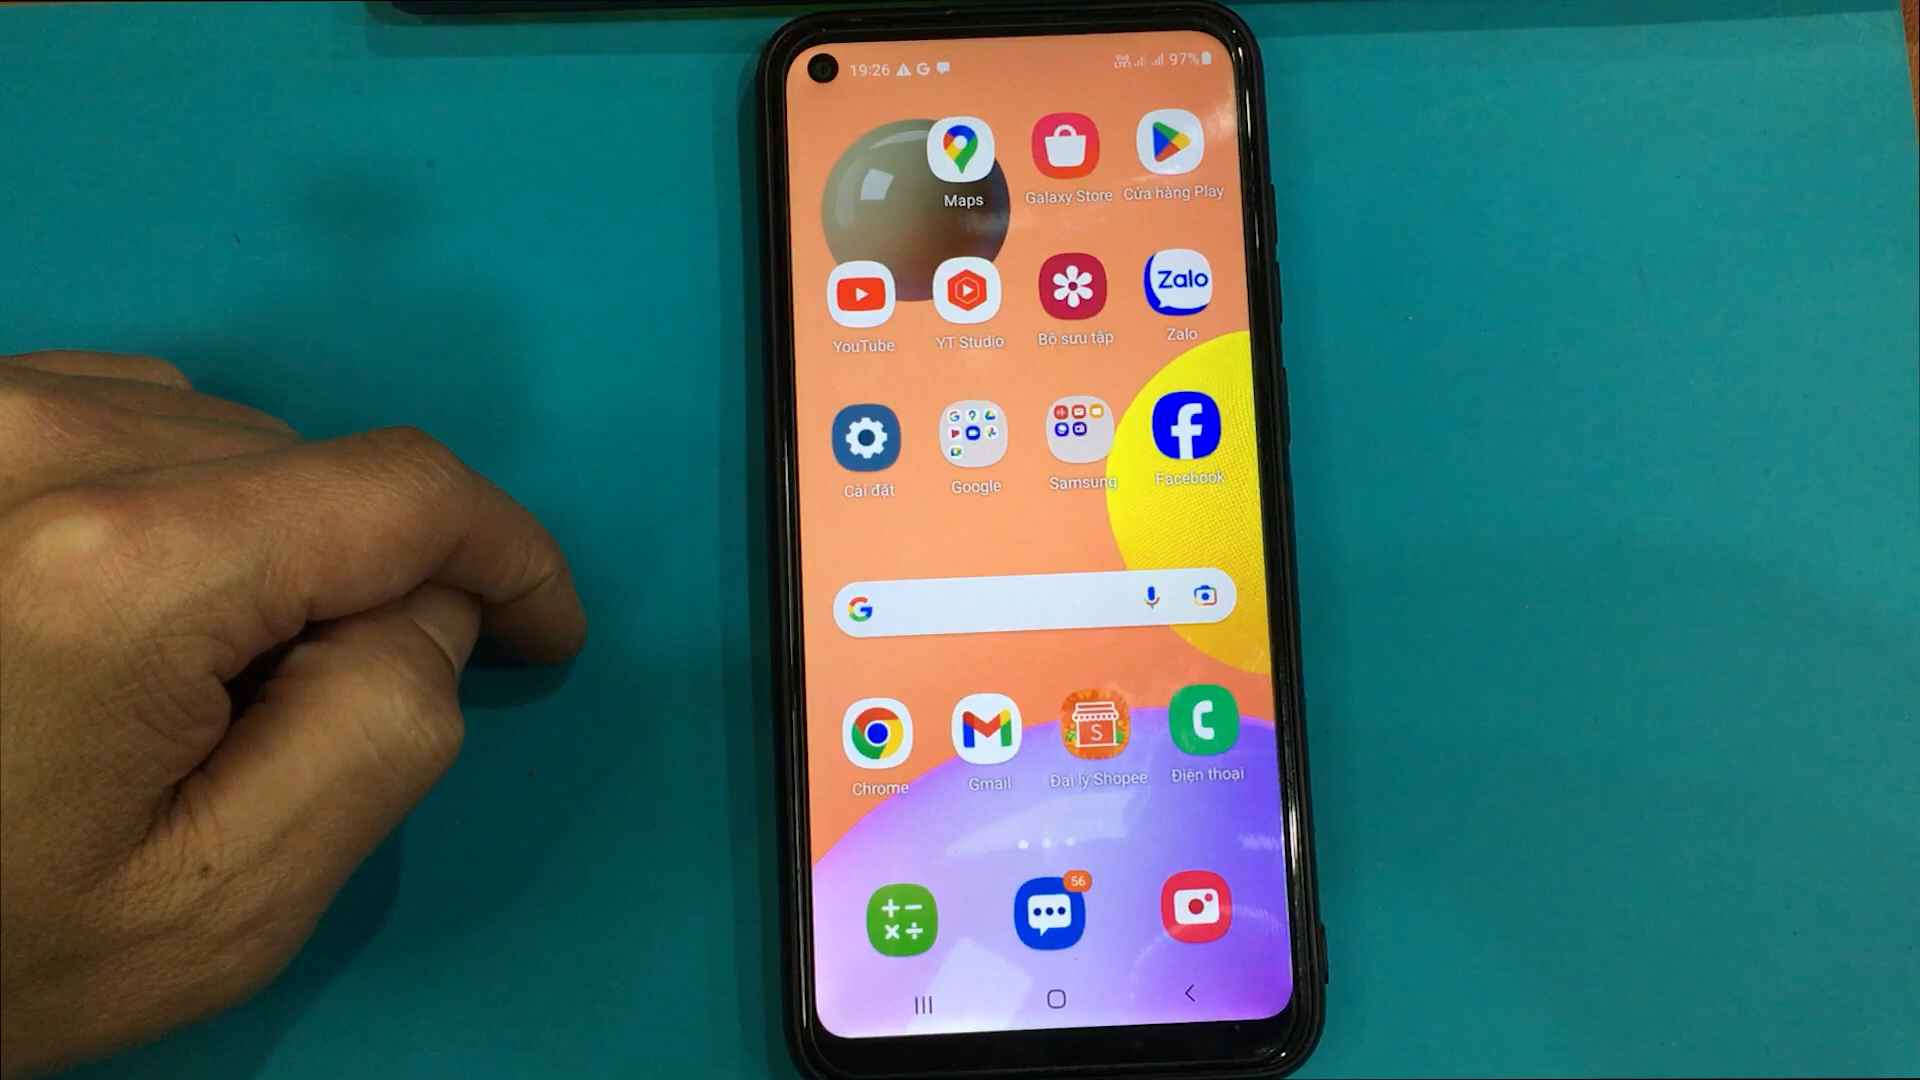 19:26
97%
Maps
Galaxy Store
Cửa hàng Play
Zalo
YouTube
YT Studio
Bộ sưu tập
Zalo
Cài đặt
Google
Samsung
Facebook
Chrome
S
Gmail
Đại lý Shopee
Điện thoại
56